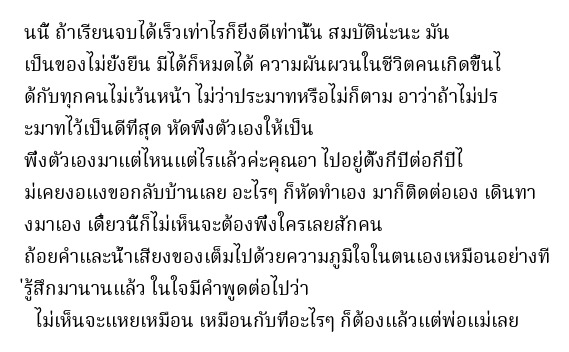 นนี้ ถ้าเรียนจบได้เร็วเท่าไรก็ยิ่งดีเท่านั้น สมบัติน่ะนะ มัน
เป็นของไม่ยั่งยืน มีได้ก็หมดได้ ความผันผวนในชีวิตคนเกิดขึ้นไ
ด้กับทุกคนไม่เว้นหน้า ไม่ว่าประมาทหรือไม่ก็ตาม อาว่าถ้าไม่ปร
ะมาทไว้เป็นดีที่สุด หัดพึ่งตัวเองให้เป็น
พึ่งตัวเองมาแต่ไหนแต่ไรแล้วค่ะคุณอา ไปอยู่ตั้งกี่ปีต่อกี่ปีไ
ม่เคยงอแงขอกลับบ้านเลย อะไรๆ ก็หัดทำเอง มาก็ติดต่อเอง เดินทา
งมาเอง เดี๋ยวนี้ก็ไม่เห็นจะต้องพึ่งใครเลยสักคน
ถ้อยคำและน้ำเสียงของเต็มไปด้วยความภูมิใจในตนเองเหมือนอย่างที
่รู้สึกมานานแล้ว ในใจมีคำพูดต่อไปว่า
ไม่เห็นจะแหยเหมือน เหมือนกับที่อะไรๆ ก็ต้องแล้วแต่พ่อแม่เลย